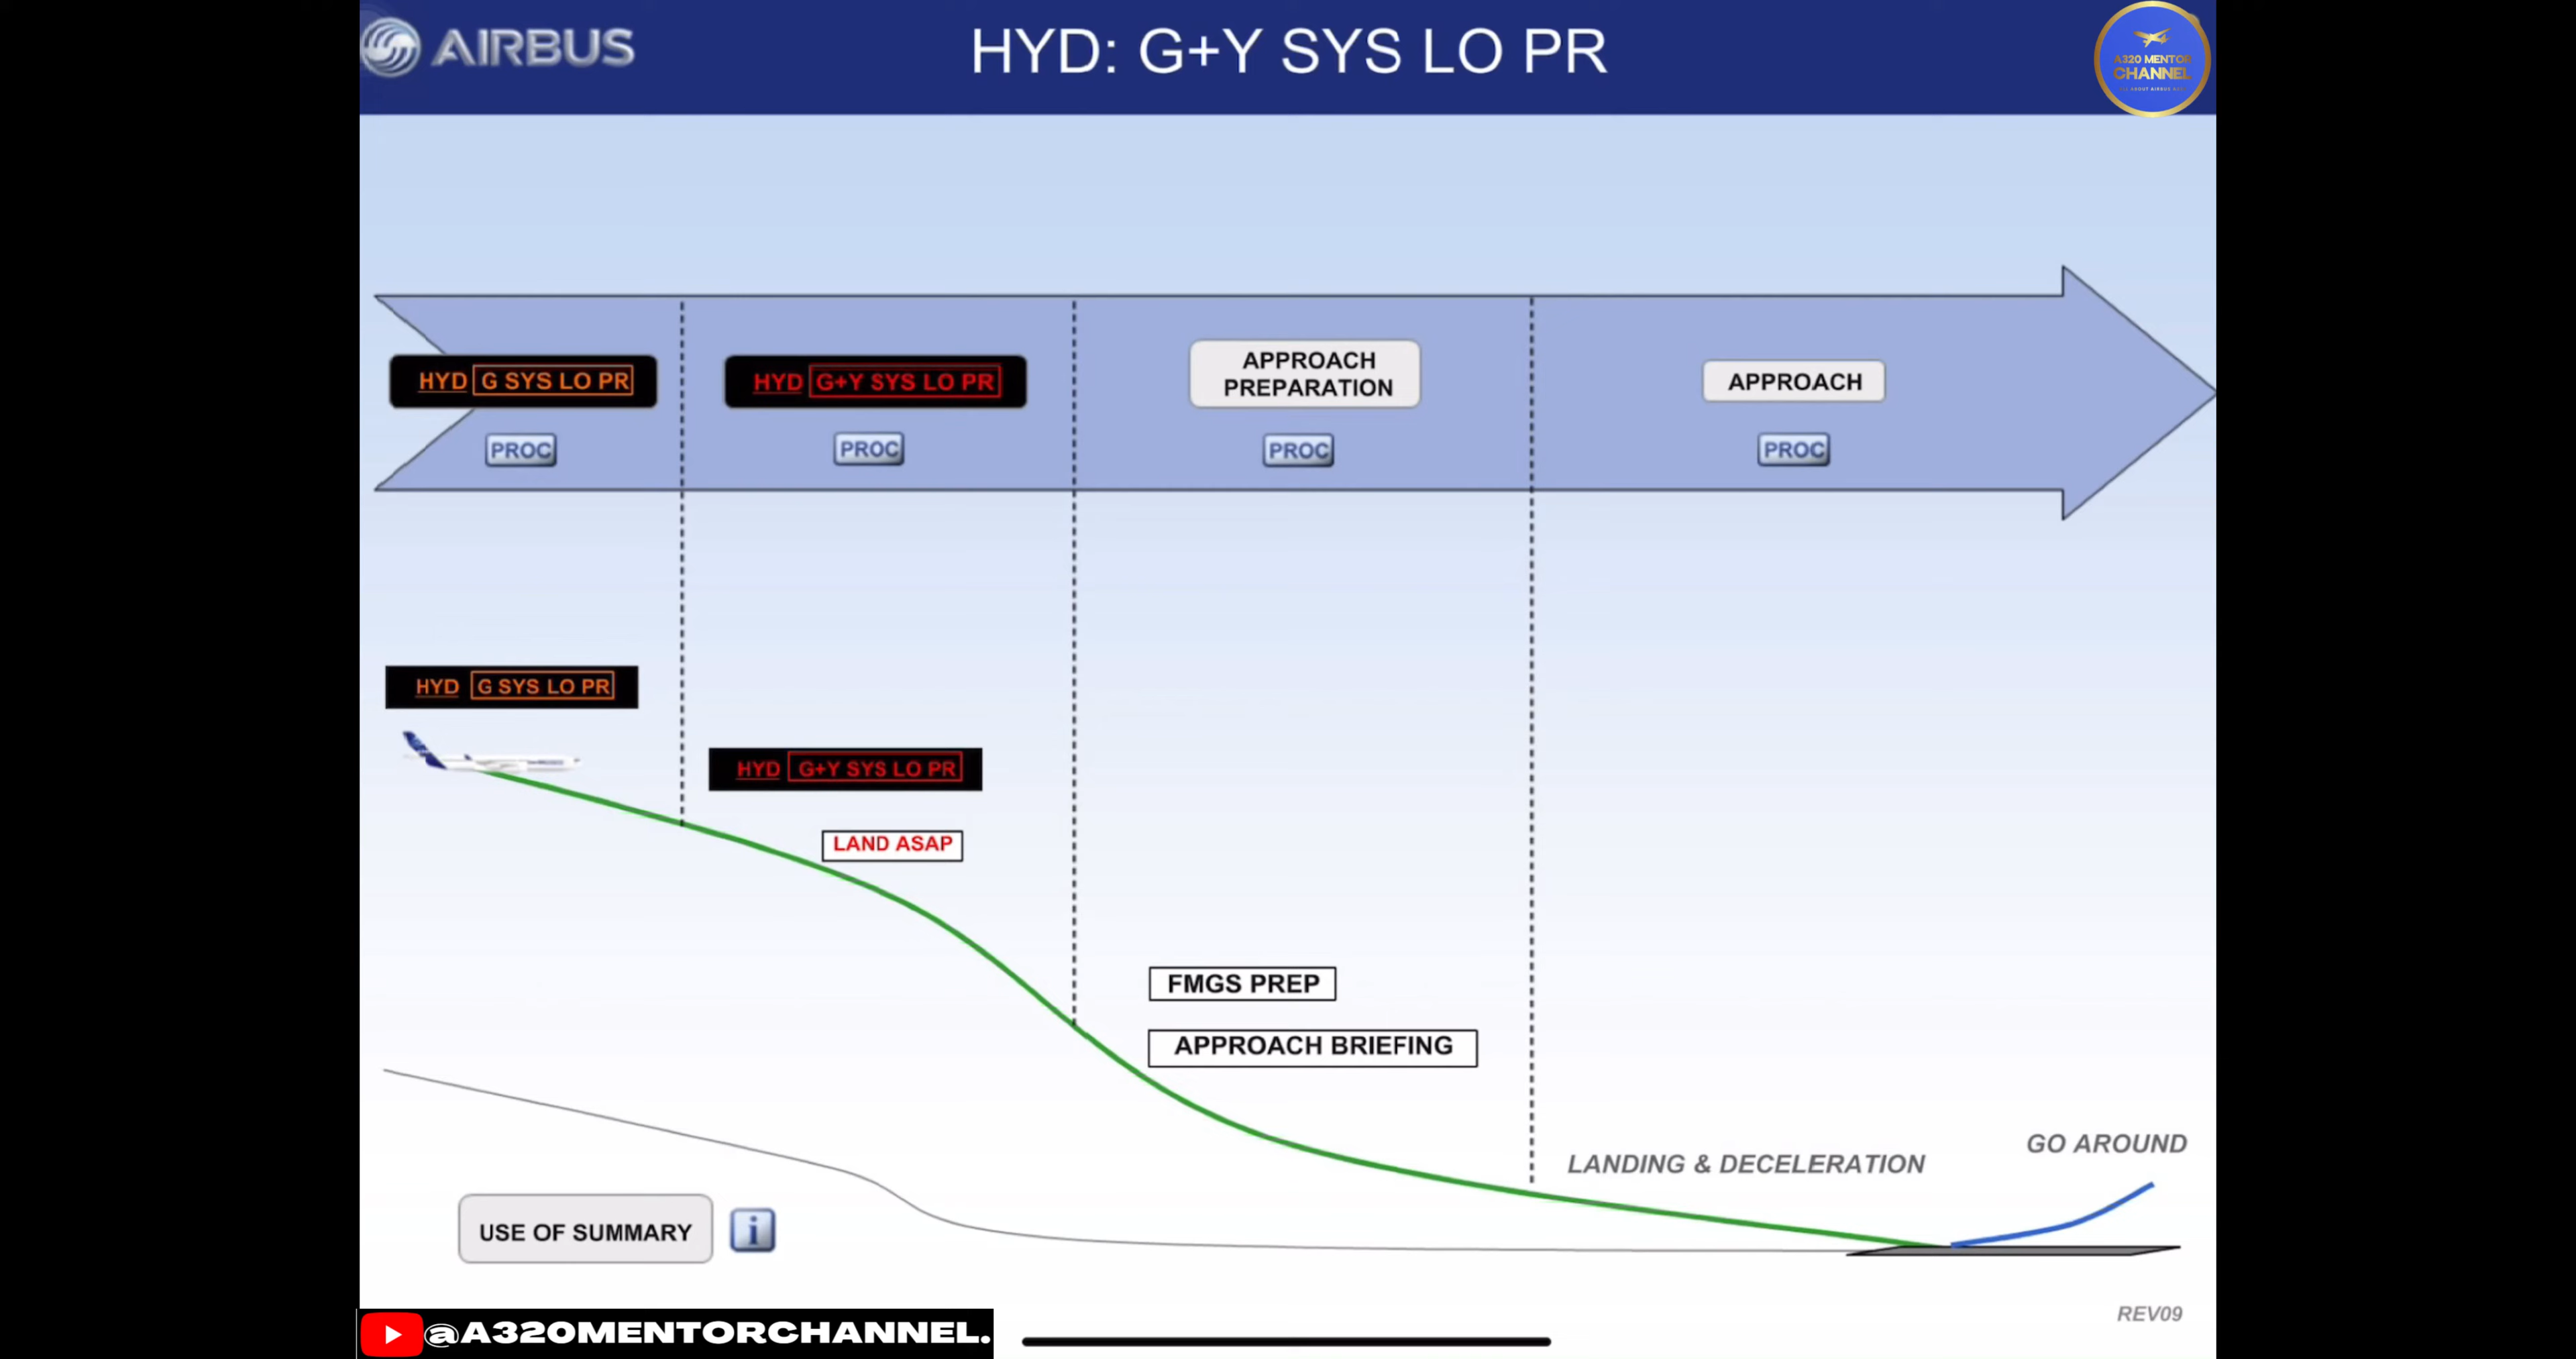 AIRBUS
HYD: G+Y SYS LO PR
A320 MENTOR
CHANNEL
HYD G SYS LO PR
HYD G+Y SYS LO PR
APPROACH
PREPARATION
APPROACH
PROC
PROC
PROC
PROC
HYD G SYS LO PR
HYD G+Y SYS LO PR
LAND ASAP
FMGS PREP
APPROACH BRIEFING
LANDING & DECELERATION
GO AROUND
USE OF SUMMARY
i
REV09
@A320MENTORCHANNEL.